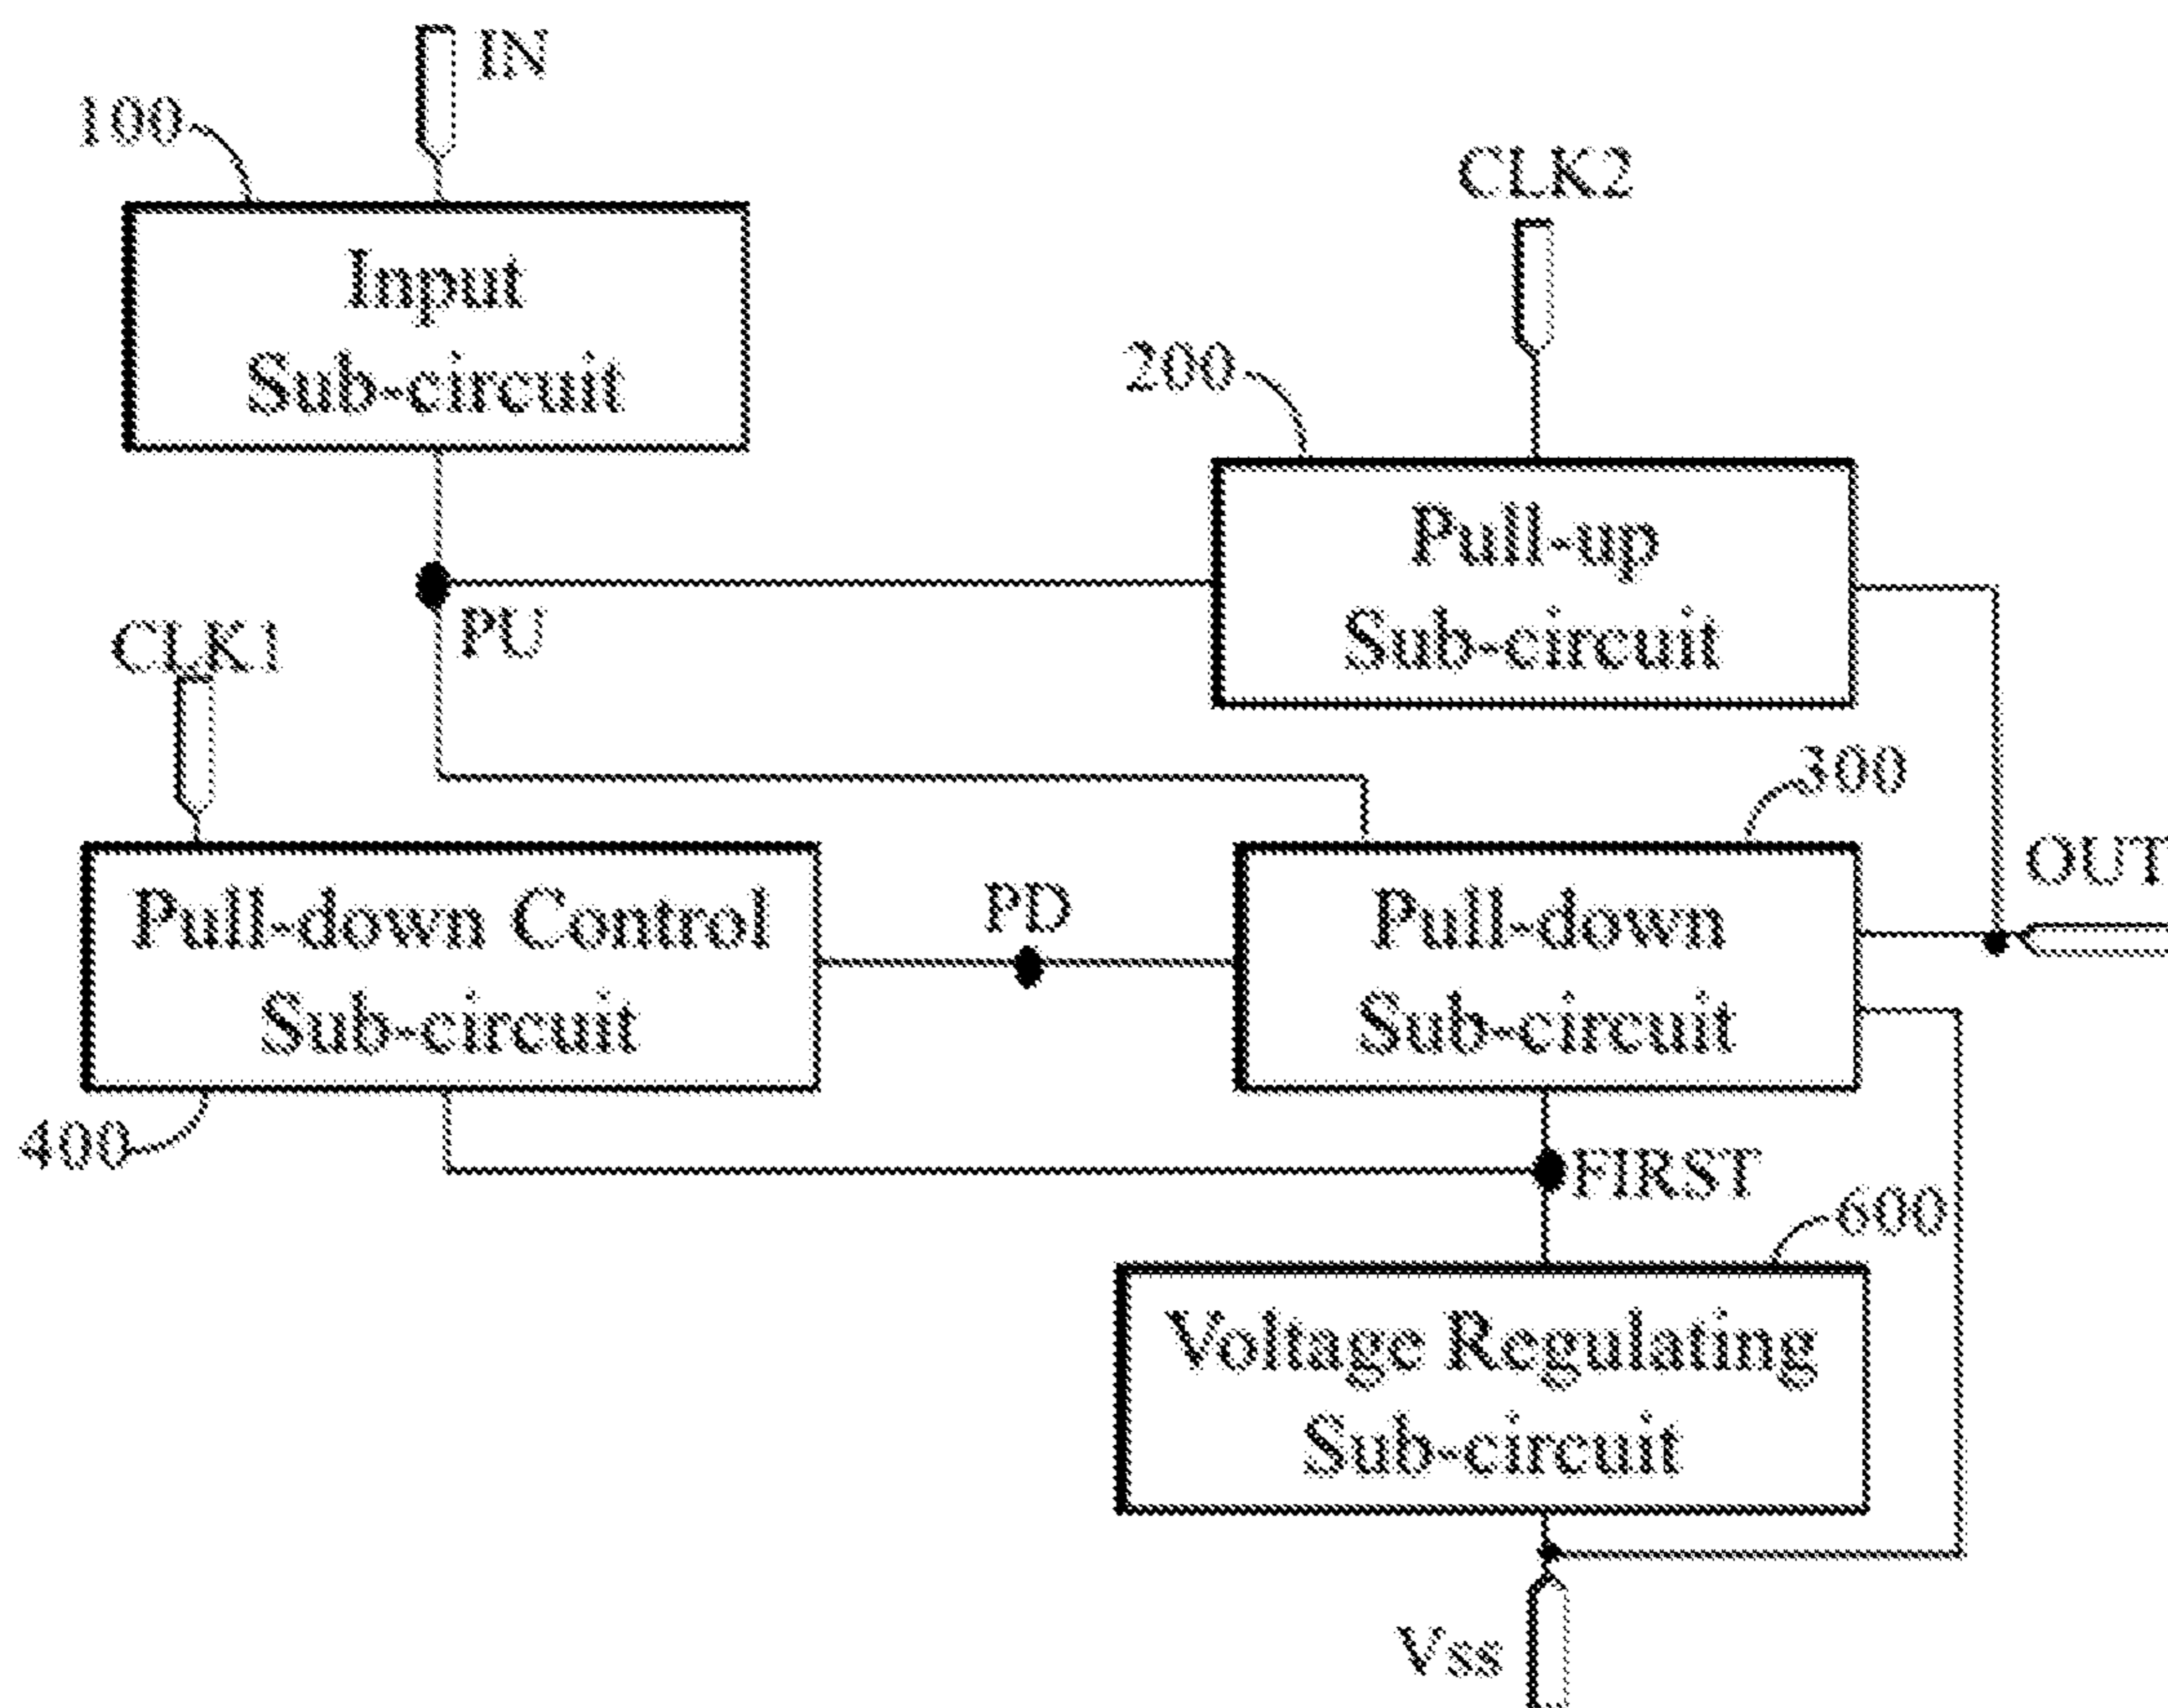 IN
100
Input
Sub-circuit
CLK2
200
Pull-up
Sub-circuit
PU
CLK1
300
OUT
Pull-down Control
Sub-circuit
PD
Pull-down
Sub-circuit
400
FIRST
600
Voltage Regulating
Sub-circuit
Vss